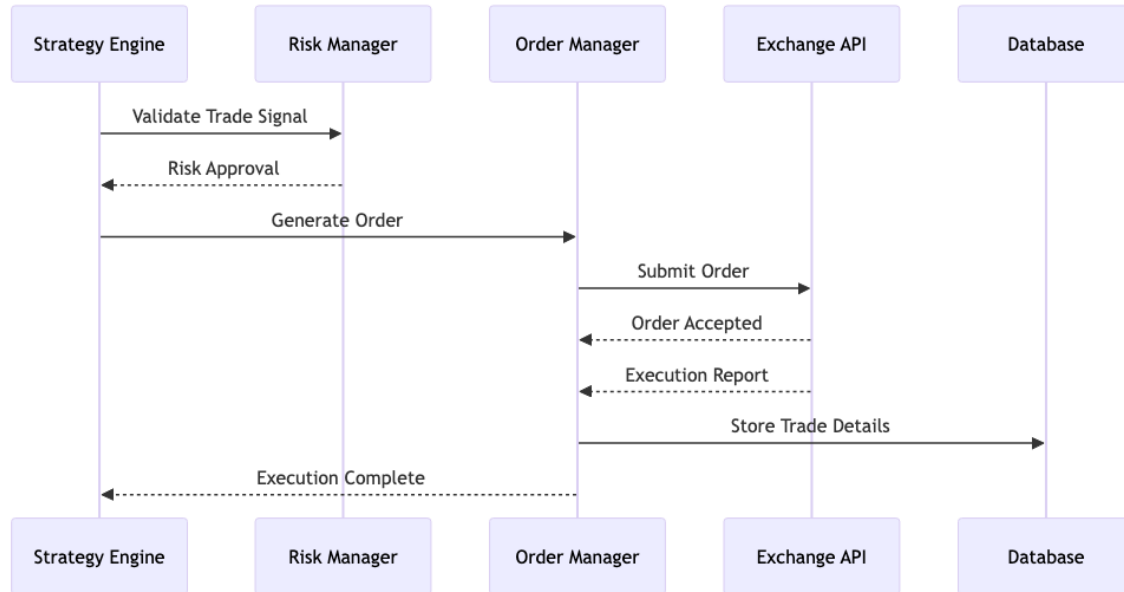 Strategy Engine
Risk Manager
Order Manager
Exchange API
Database
Validate Trade Signal
Risk Approval
Generate Order
Submit Order
Order Accepted
Execution Report
Store Trade Details
Execution Complete
Strategy Engine
Risk Manager
Order Manager
Exchange API
Database